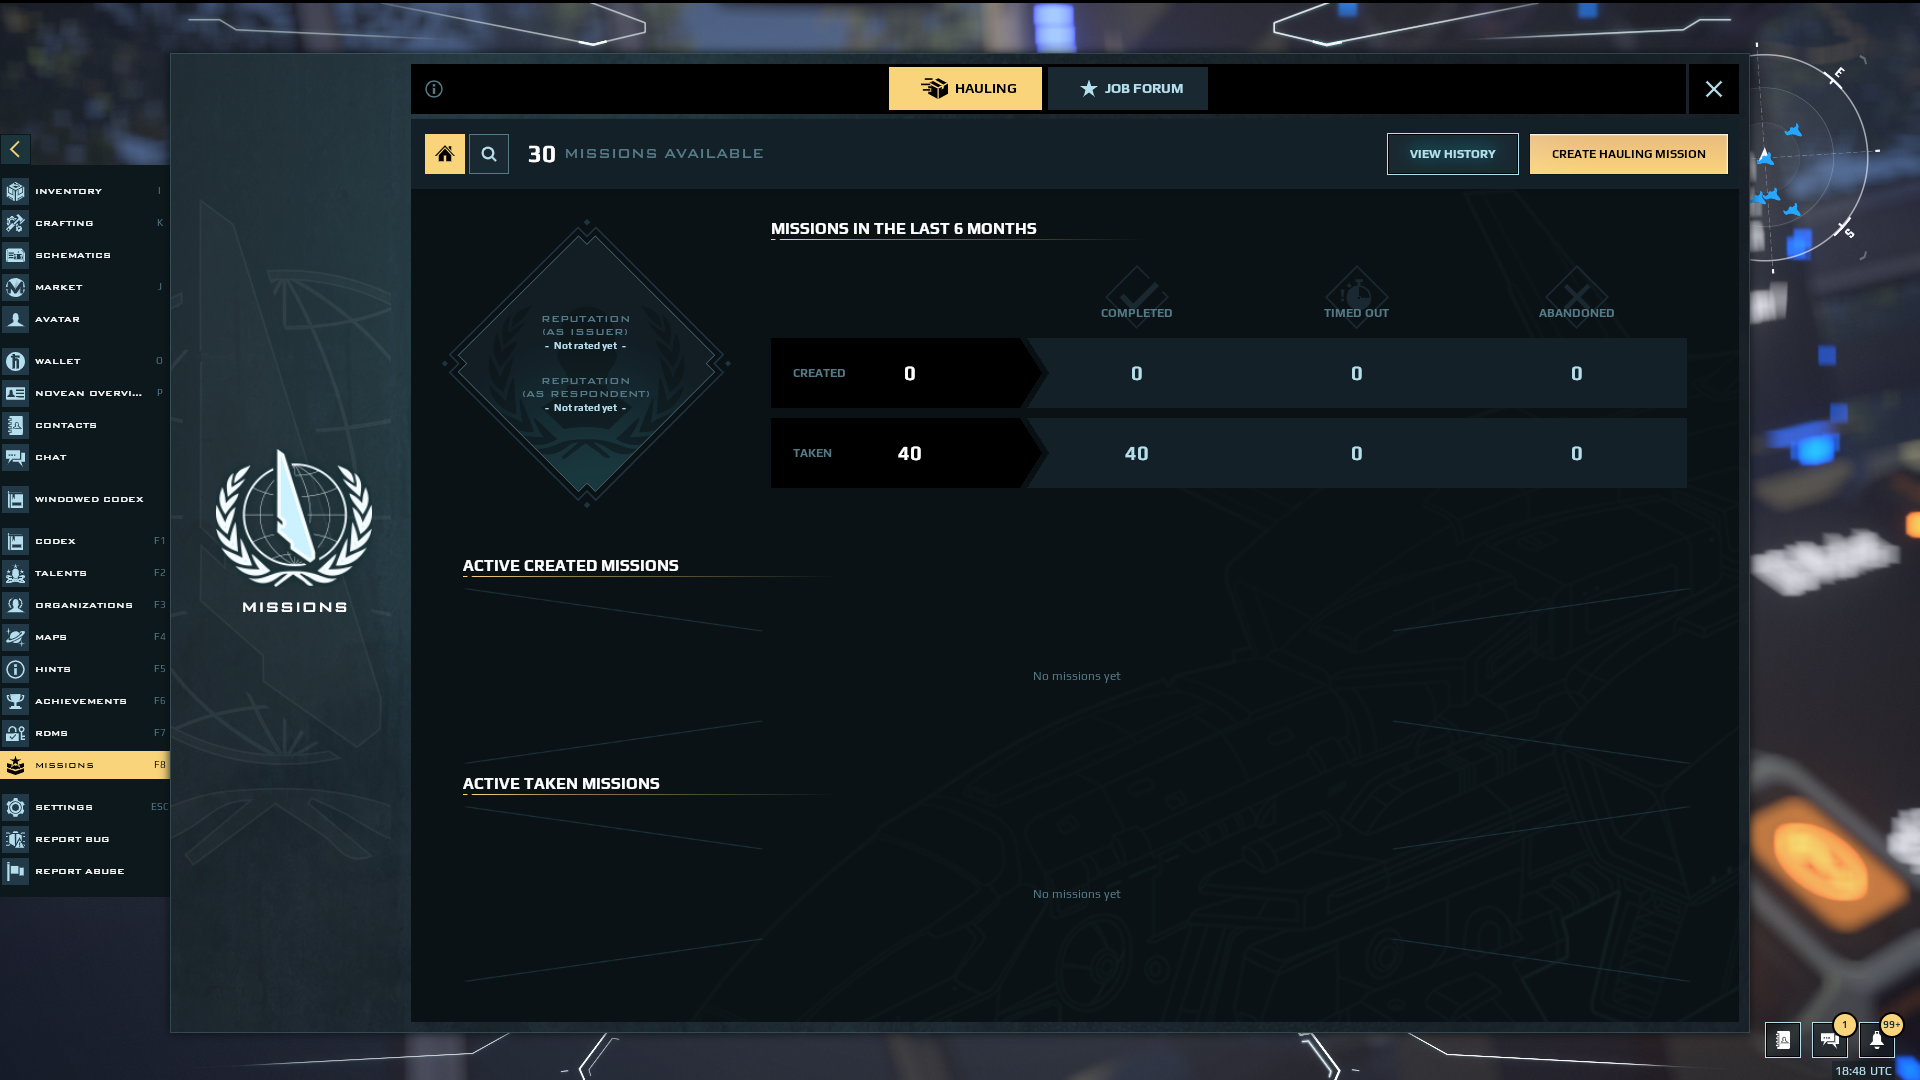 HAULING
JOB FORUM
30 MISSIONS AVAILABLE
VIEW HISTORY
CREATE HAULING MISSION
E
S
INVENTORY I
CRAFTING K
SCHEMATICS
MARKET J
AVATAR
WALLET O
NOVEAN OVERVI... P
CONTACTS
CHAT
WINDOWED CODEX
CODEX F1
TALENTS F2
ORGANIZATIONS F3
MAPS F4
HINTS F5
ACHIEVEMENTS F6
RDMS F7
MISSIONS F8
SETTINGS ESC
REPORT BUG
REPORT ABUSE
MISSIONS
REPUTATION
(AS ISSUER)
- Not rated yet -
REPUTATION
(AS RESPONDENT)
- Not rated yet -
MISSIONS IN THE LAST 6 MONTHS
COMPLETED TIMED OUT ABANDONED
CREATED 0 0 0 0
TAKEN 40 40 0 0
ACTIVE CREATED MISSIONS
No missions yet
ACTIVE TAKEN MISSIONS
No missions yet
1
99+
18:48 UTC